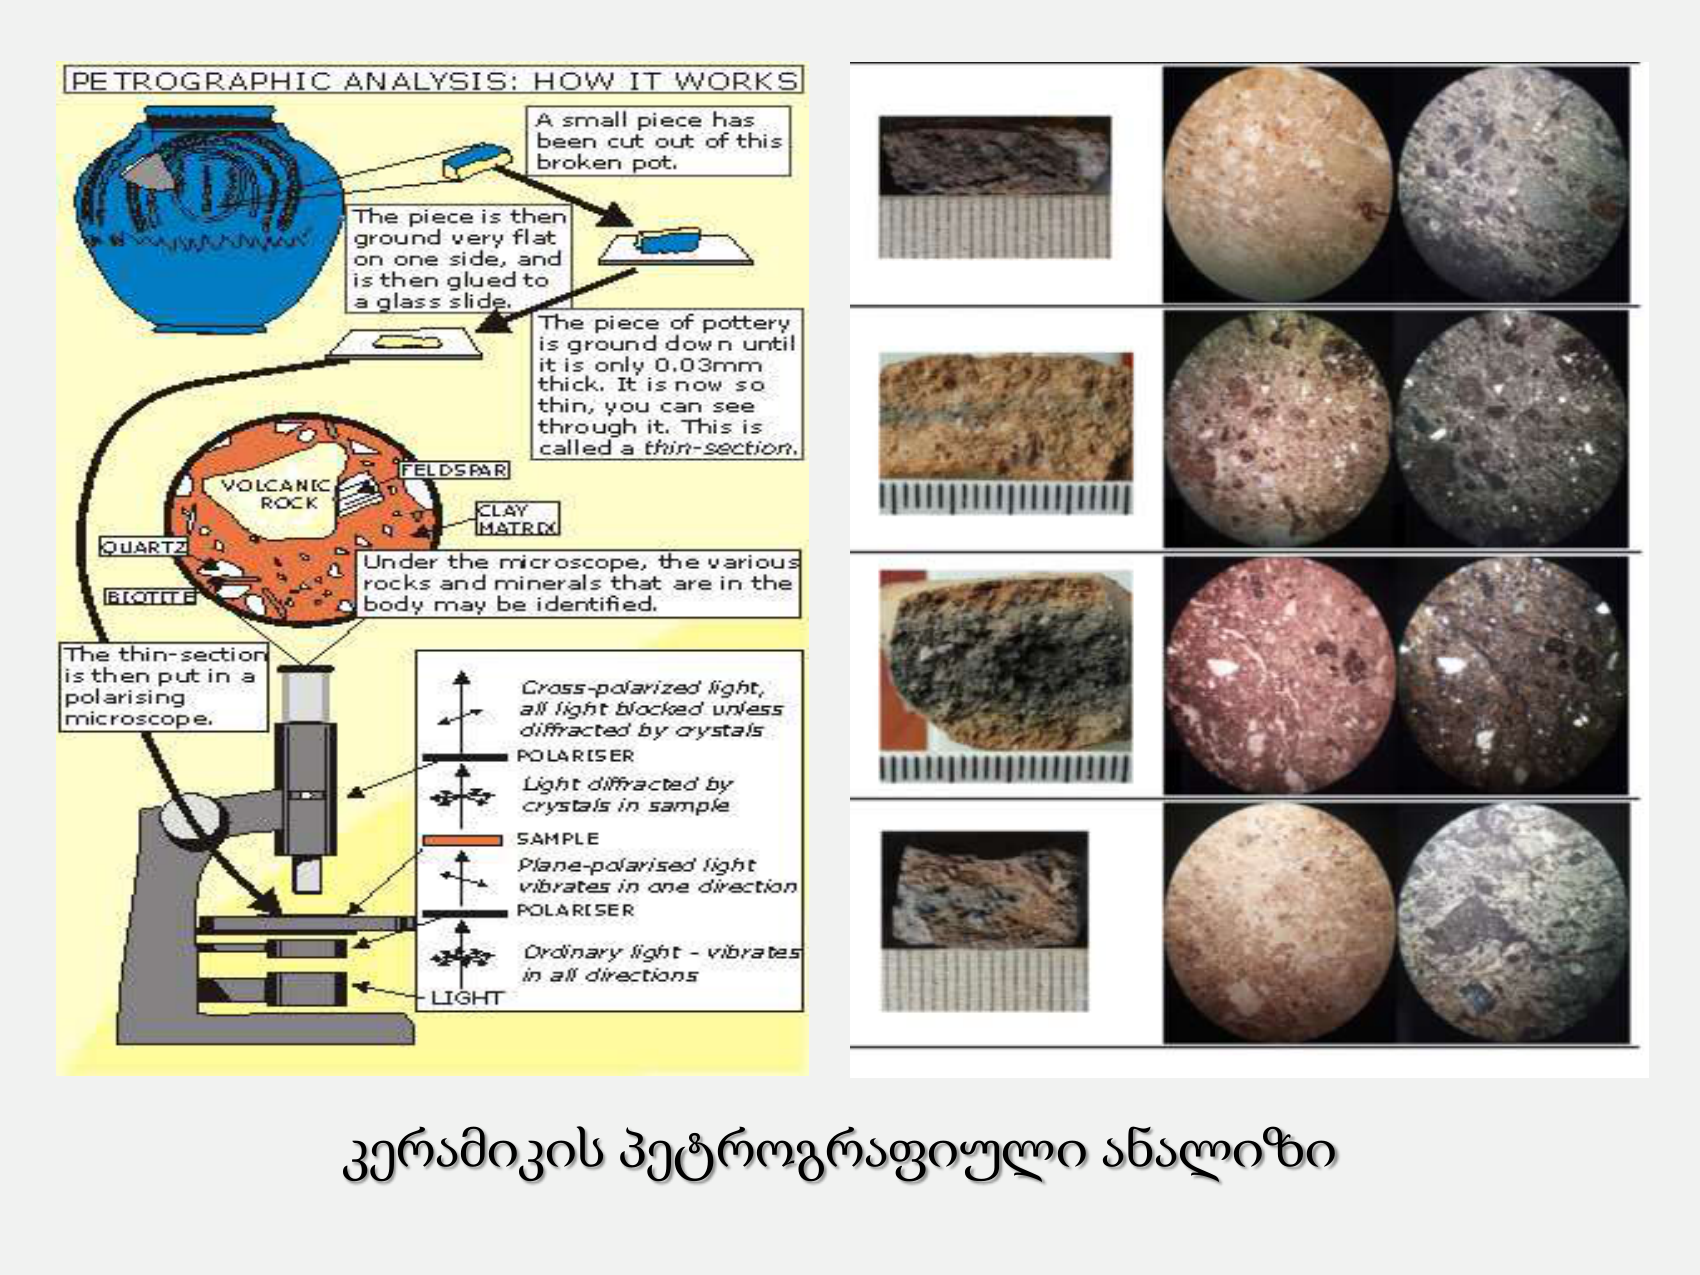 PETROGRAPHIC ANALYSIS: HOW IT WORKS
A small piece has
been cut out of this
broken pot.
The piece is then
ground very flat
on one side, and
is then glued to
a glass slide.
The piece of pottery
is ground down until
it is only 0.03mm
thick. It is now so
thin, you can see
through it. This is
called a thin-section.
FELDSPAR
VOLCANIC
ROCK
CLAY
MATRIX
QUARTZ
BIOTITE
Under the microscope, the various
rocks and minerals that are in the
body may be identified.
The thin-section
is then put in a
polarising
microscope.
Cross-polarized light,
all light blocked unless
diffracted by crystals
POLARISER
Light diffracted by
crystals in sample
SAMPLE
Plane-polarised light
vibrates in one direction
POLARISER
Ordinary light - vibrates
in all directions
LIGHT
კერამიკის პეტროგრაფიული ანალიზი